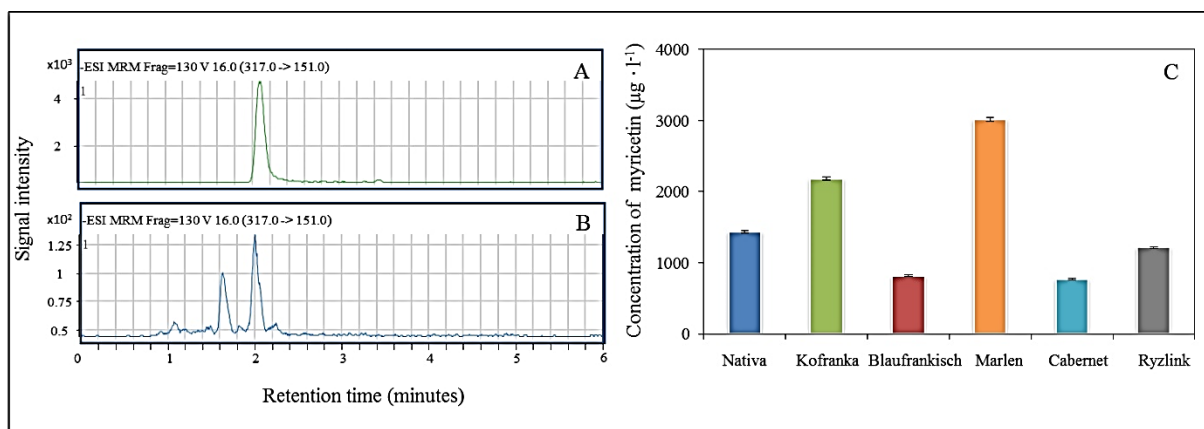 -ESI MRM Frag=130 V 16.0 (317.0 -> 151.0)
A
x10³
1
4
2
Signal intensity
-ESI MRM Frag=130 V 16.0 (317.0 -> 151.0)
B
x10²
1
1.25
1
0.75
0.5
0 1 2 3 4 5 6
Retention time (minutes)
C
Concentration of myricetin (µg · l⁻¹)
4000
3000
2000
1000
0
Nativa Kofranka Blaufrankisch Marlen Cabernet Ryzlink